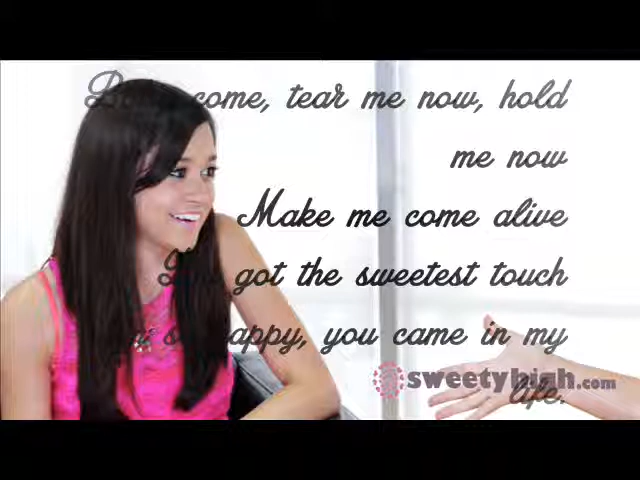 come, tear me now, hold
me now
Make me come alive
got the sweetest touch
happy, you came in my
life.
sweetyhigh.com